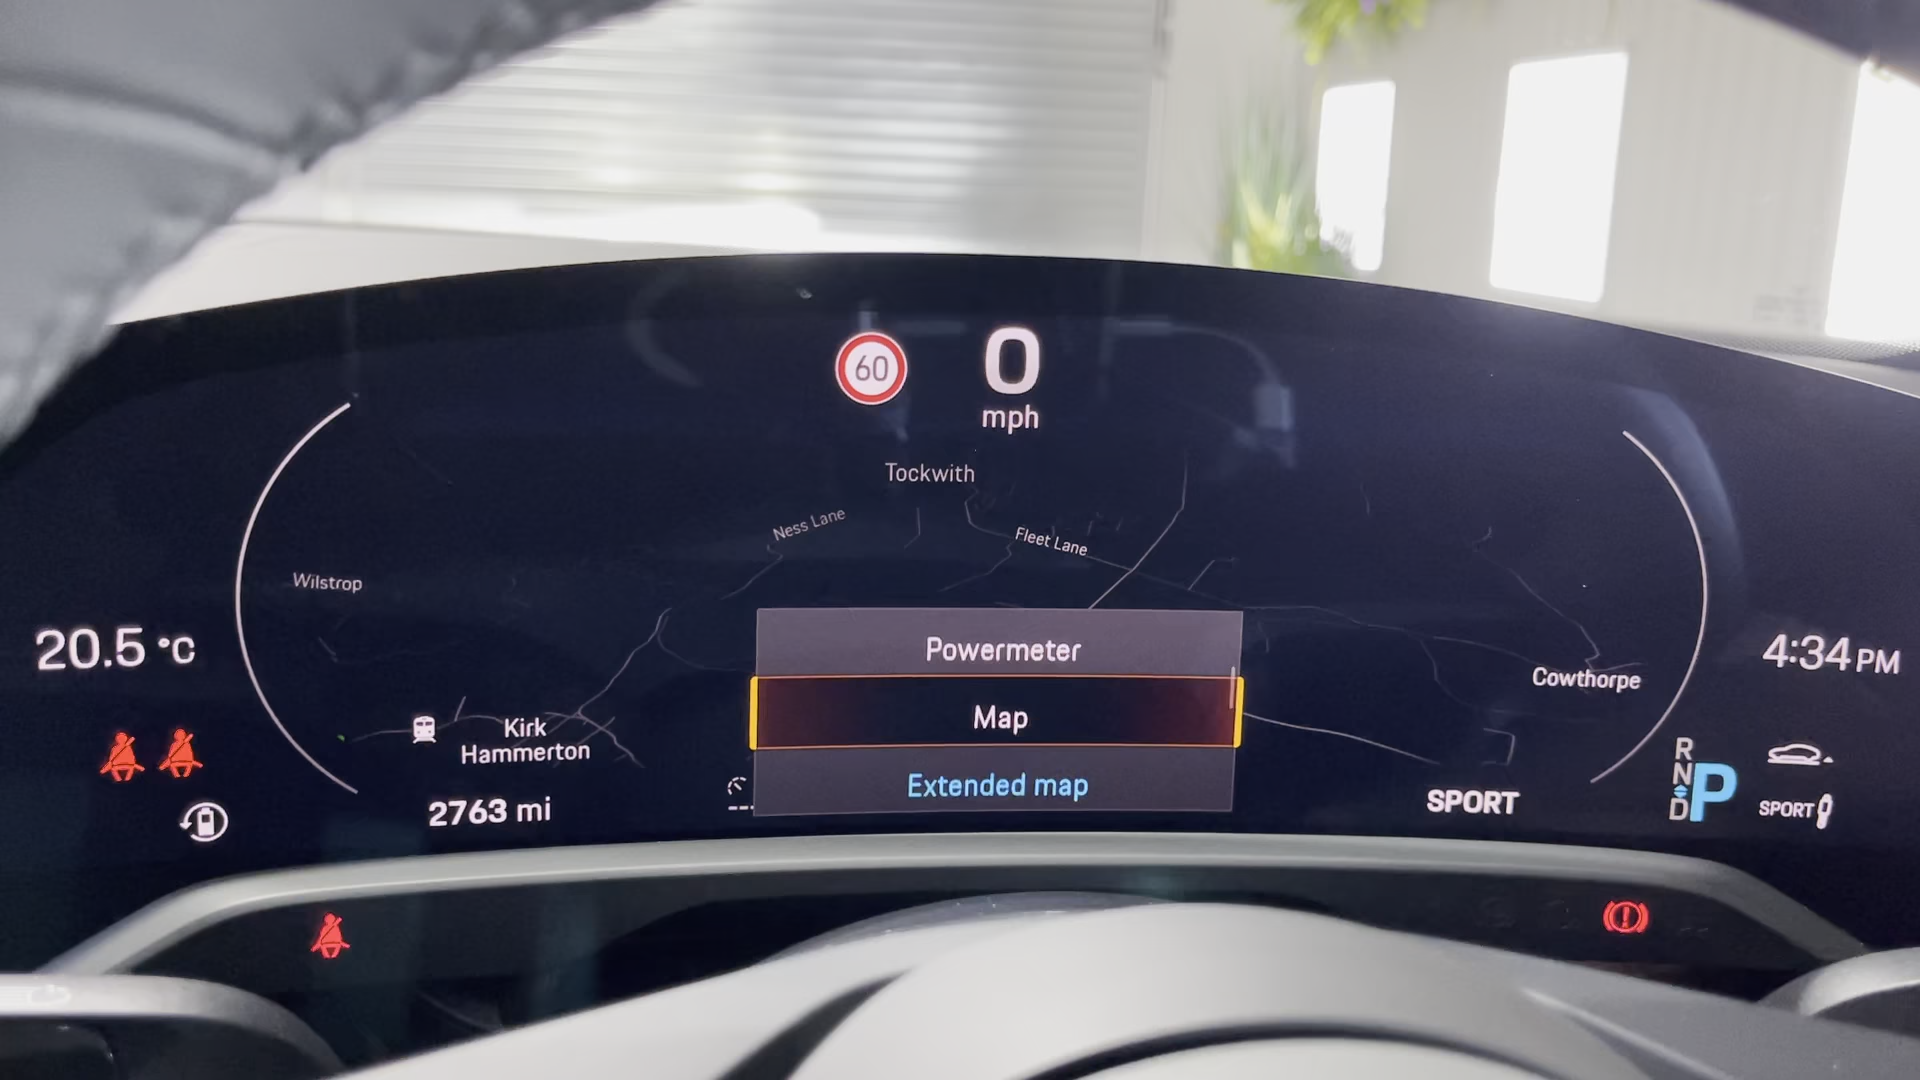 60
0
mph
Tockwith
Ness Lane
Fleet Lane
Wilstrop
20.5 °C
Powermeter
4:34 PM
Cowthorpe
Map
Kirk
Hammerton
Extended map
2763 mi
SPORT
R
N
D
P
SPORT